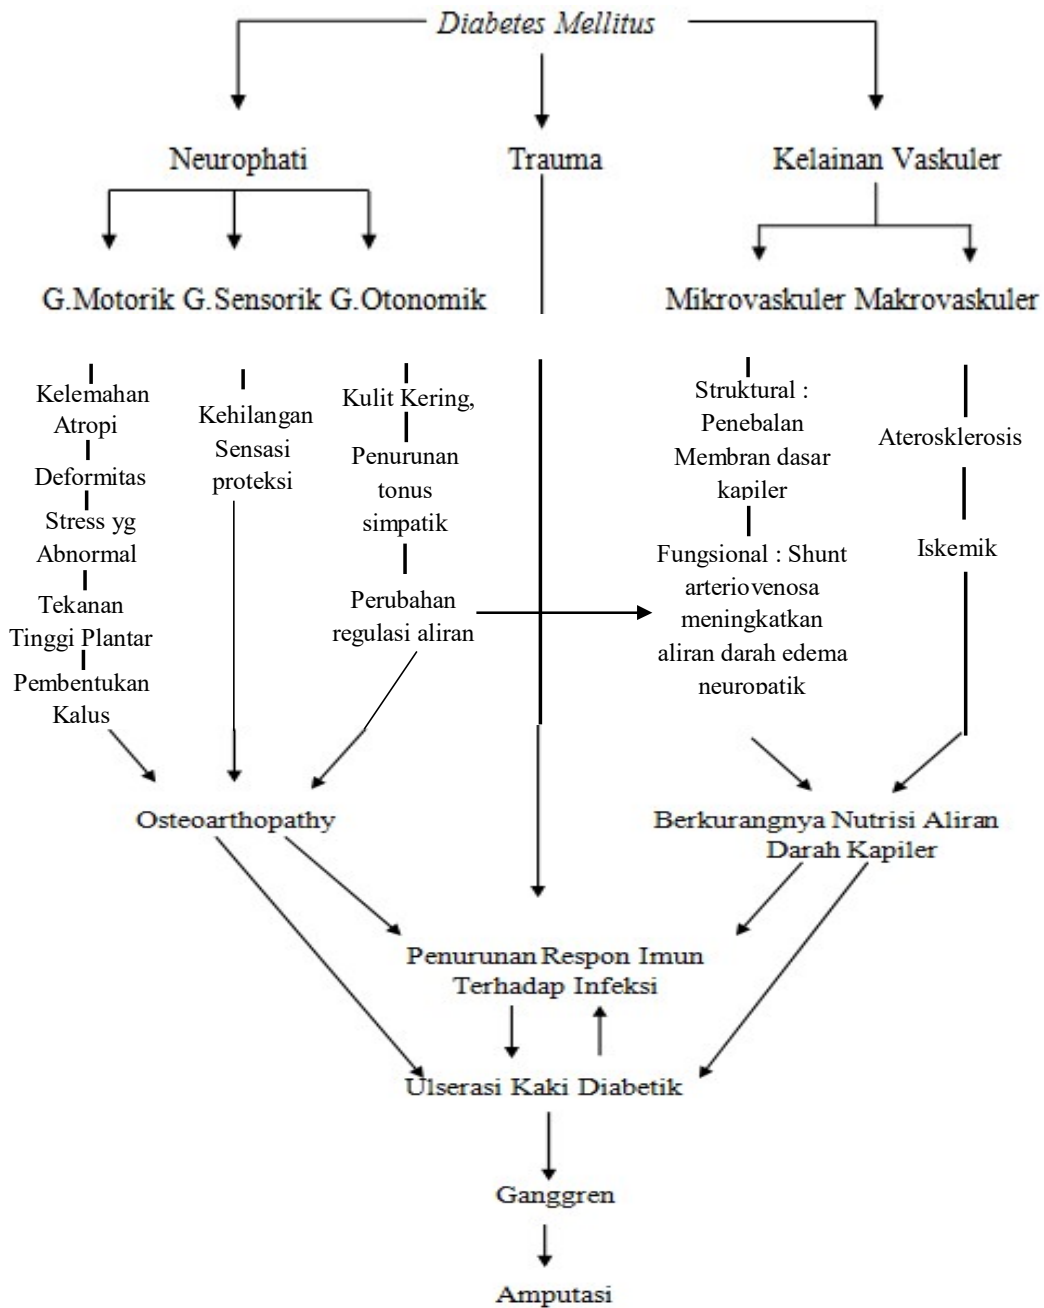 Diabetes Mellitus
Neurophati
Trauma
Kelainan Vaskuler
G.Motorik G.Sensorik G.Otonomik
Mikrovaskuler Makrovaskuler
Kelemahan
Atropi
Deformitas
Stress yg
Abnormal
Tekanan
Tinggi Plantar
Pembentukan
Kalus
Kehilangan
Sensasi
proteksi
Kulit Kering,
Penurunan
tonus
simpatik
Perubahan
regulasi aliran
Struktural :
Penebalan
Membran dasar
kapiler
Fungsional : Shunt
arteriovenosa
meningkatkan
aliran darah edema
neuropatik
Aterosklerosis
Iskemik
Osteoarthopathy
Berkurangnya Nutrisi Aliran
Darah Kapiler
Penurunan Respon Imun
Terhadap Infeksi
Ulserasi Kaki Diabetik
Ganggren
Amputasi